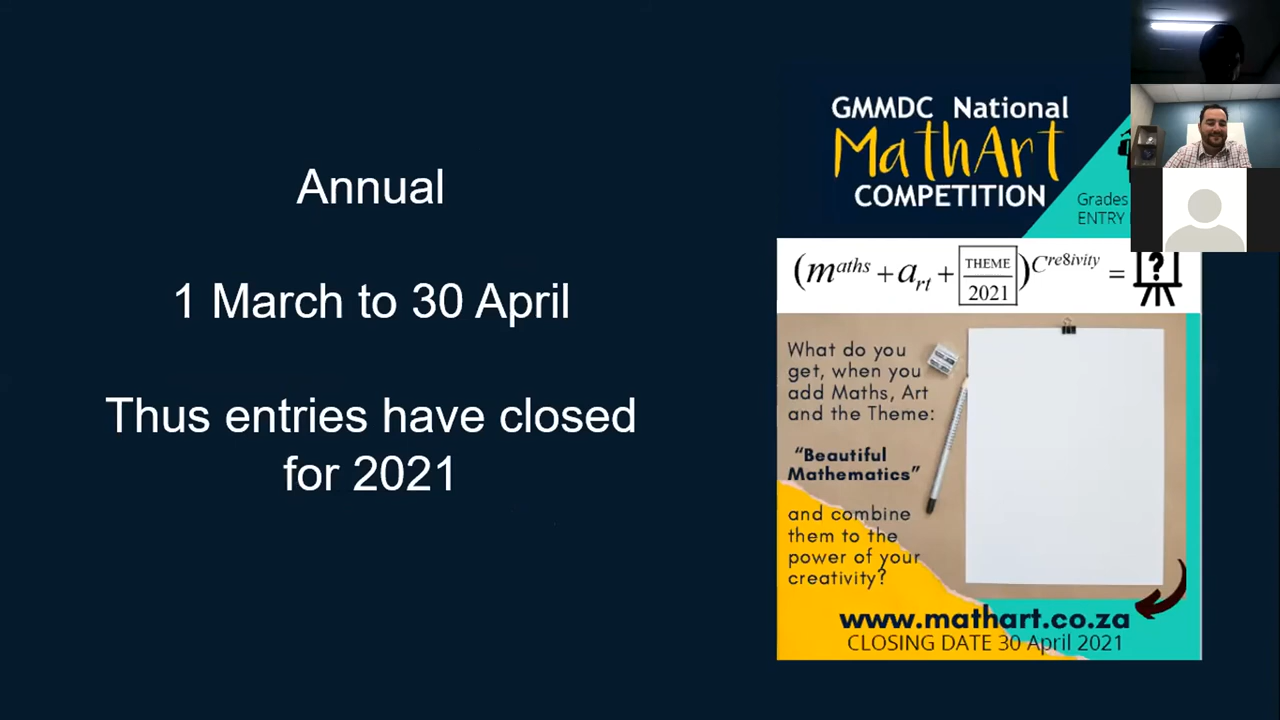 Annual
1 March to 30 April
Thus entries have closed
for 2021
GMMDC National
MathArt
COMPETITION
Grades
ENTRY
(maths + art + THEME 2021)Cre8ivity = ?
What do you
get, when you
add Maths, Art
and the Theme:
“Beautiful
Mathematics”
and combine
them to the
power of your
creativity?
www.mathart.co.za
CLOSING DATE 30 April 2021